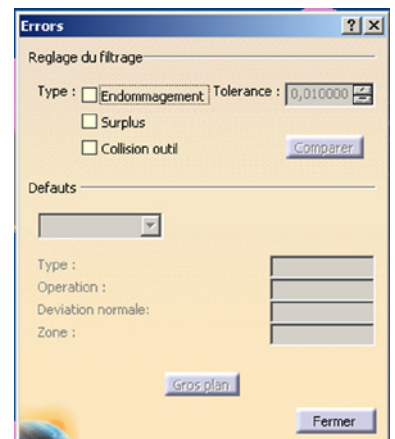 Errors
Reglage du filtrage
Type : Endommagement Tolerance : 0,010000
Surplus
Collision outil Comparer
Defauts
Type :
Operation :
Deviation normale:
Zone :
Gros plan
Fermer